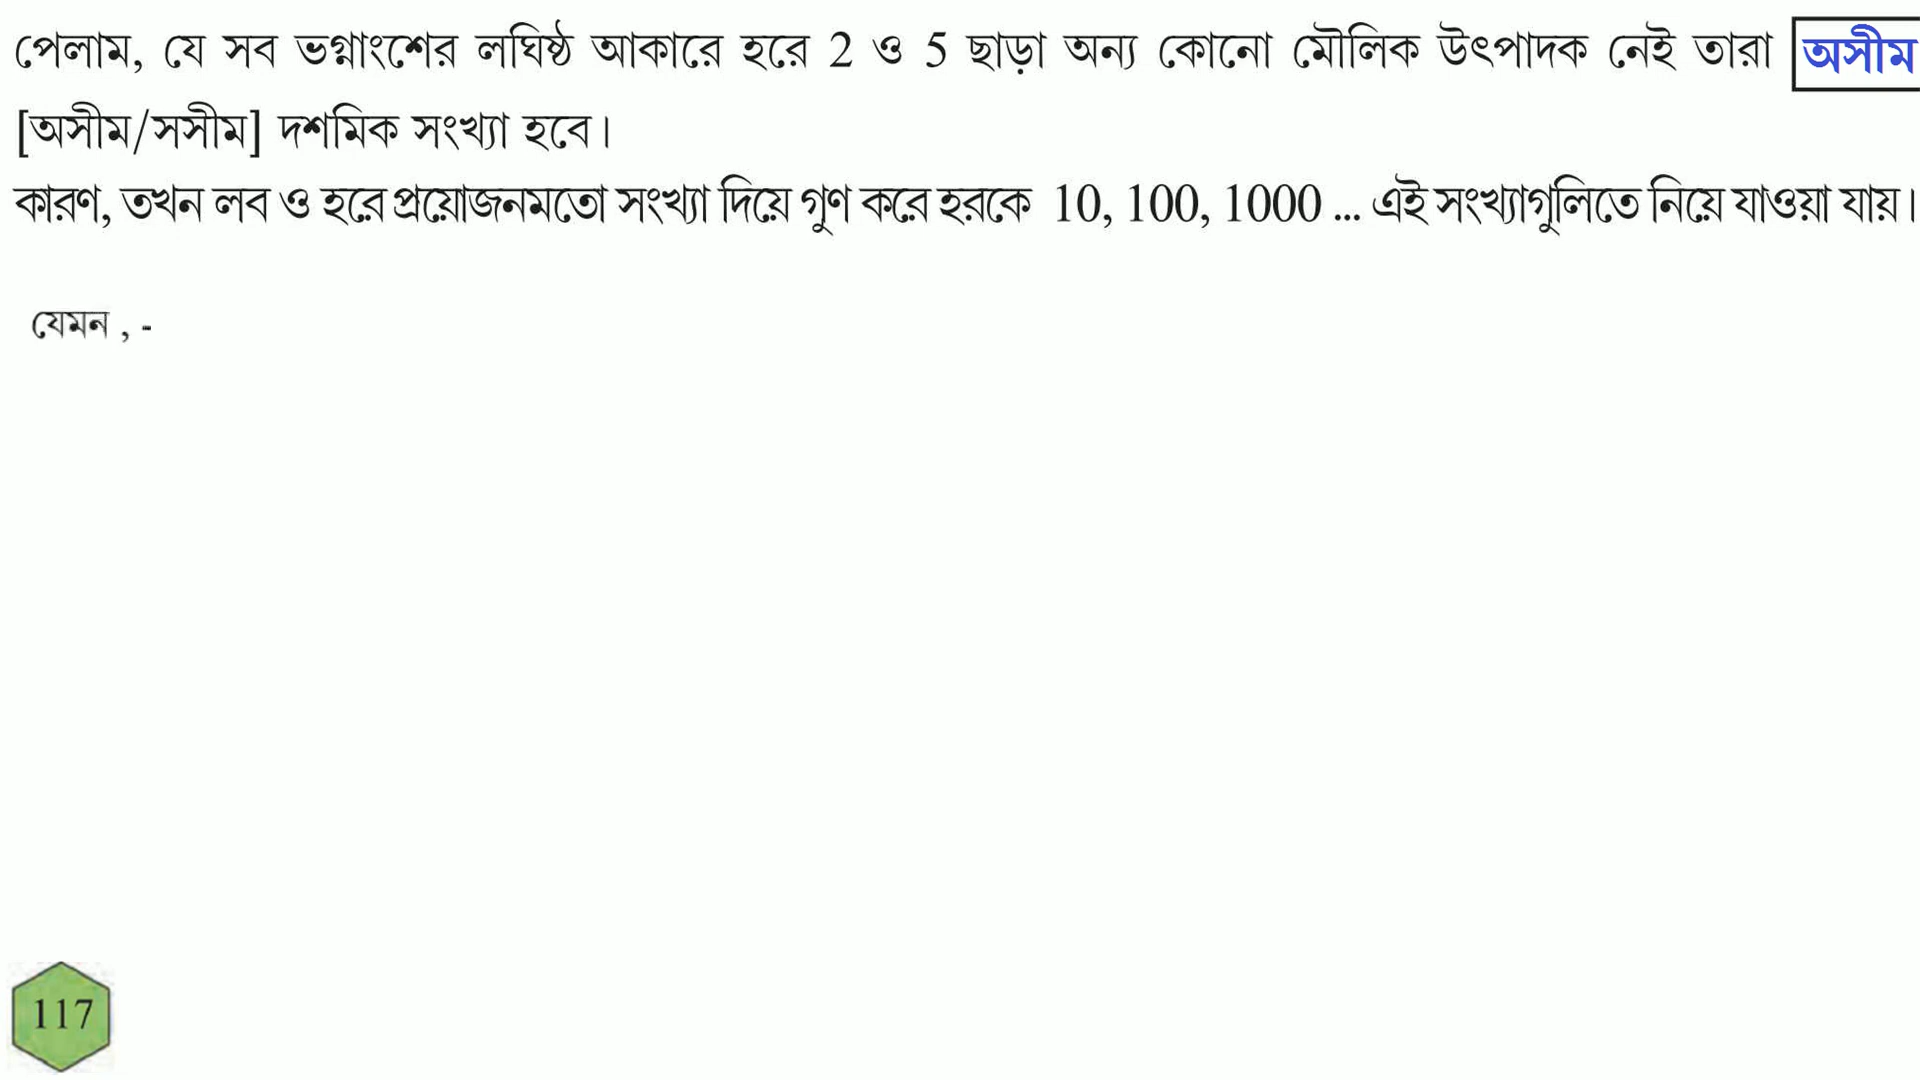 পেলাম, যে সব ভগ্নাংশের লঘিষ্ঠ আকারে হরে 2 ও 5 ছাড়া অন্য কোনো মৌলিক উৎপাদক নেই তারা অসীম
[অসীম/সসীম] দশমিক সংখ্যা হবে।
কারণ, তখন লব ও হরে প্রয়োজনমতো সংখ্যা দিয়ে গুণ করে হরকে 10, 100, 1000 ... এই সংখ্যাগুলিতে নিয়ে যাওয়া যায়।
যেমন , -
117